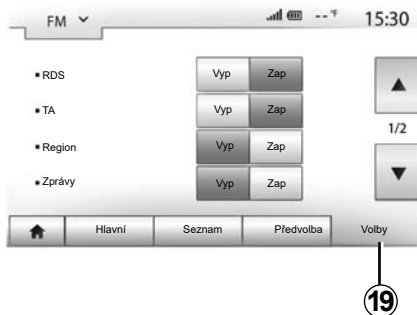 FM -- °F 15:30
RDS Vyp Zap
TA Vyp Zap
1/2
Region Vyp Zap
Zprávy Vyp Zap
Hlavní Seznam Předvolba Volby
19